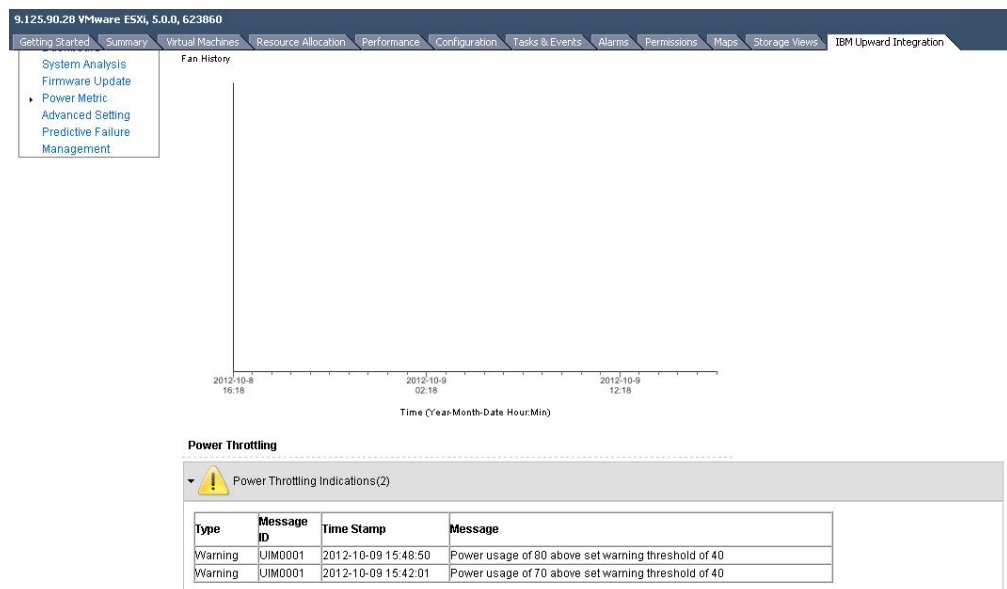 9.125.90.28 VMware ESXi, 5.0.0, 623860
Getting Started Summary Virtual Machines Resource Allocation Performance Configuration Tasks & Events Alarms Permissions Maps Storage Views IBM Upward Integration
System Analysis
Firmware Update
Power Metric
Advanced Setting
Predictive Failure
Management
Fan History
2012-10-8 2012-10-9 2012-10-9
16:18 02:18 12:18
Time (Year-Month-Date Hour:Min)
Power Throttling
Power Throttling Indications(2)
Type Message ID Time Stamp Message
Warning UIM0001 2012-10-09 15:48:50 Power usage of 80 above set warning threshold of 40
Warning UIM0001 2012-10-09 15:42:01 Power usage of 70 above set warning threshold of 40